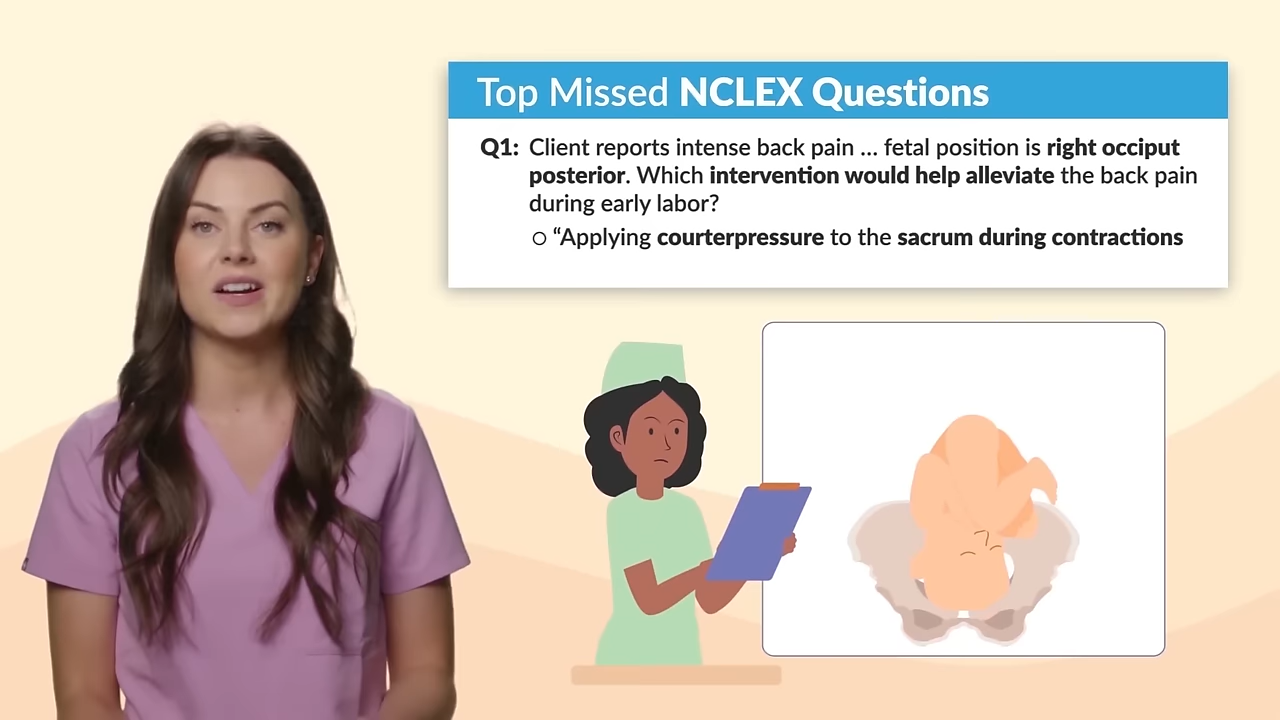 Top Missed NCLEX Questions
Q1: Client reports intense back pain ... fetal position is right occiput
posterior. Which intervention would help alleviate the back pain
during early labor?
○ “Applying courterpressure to the sacrum during contractions